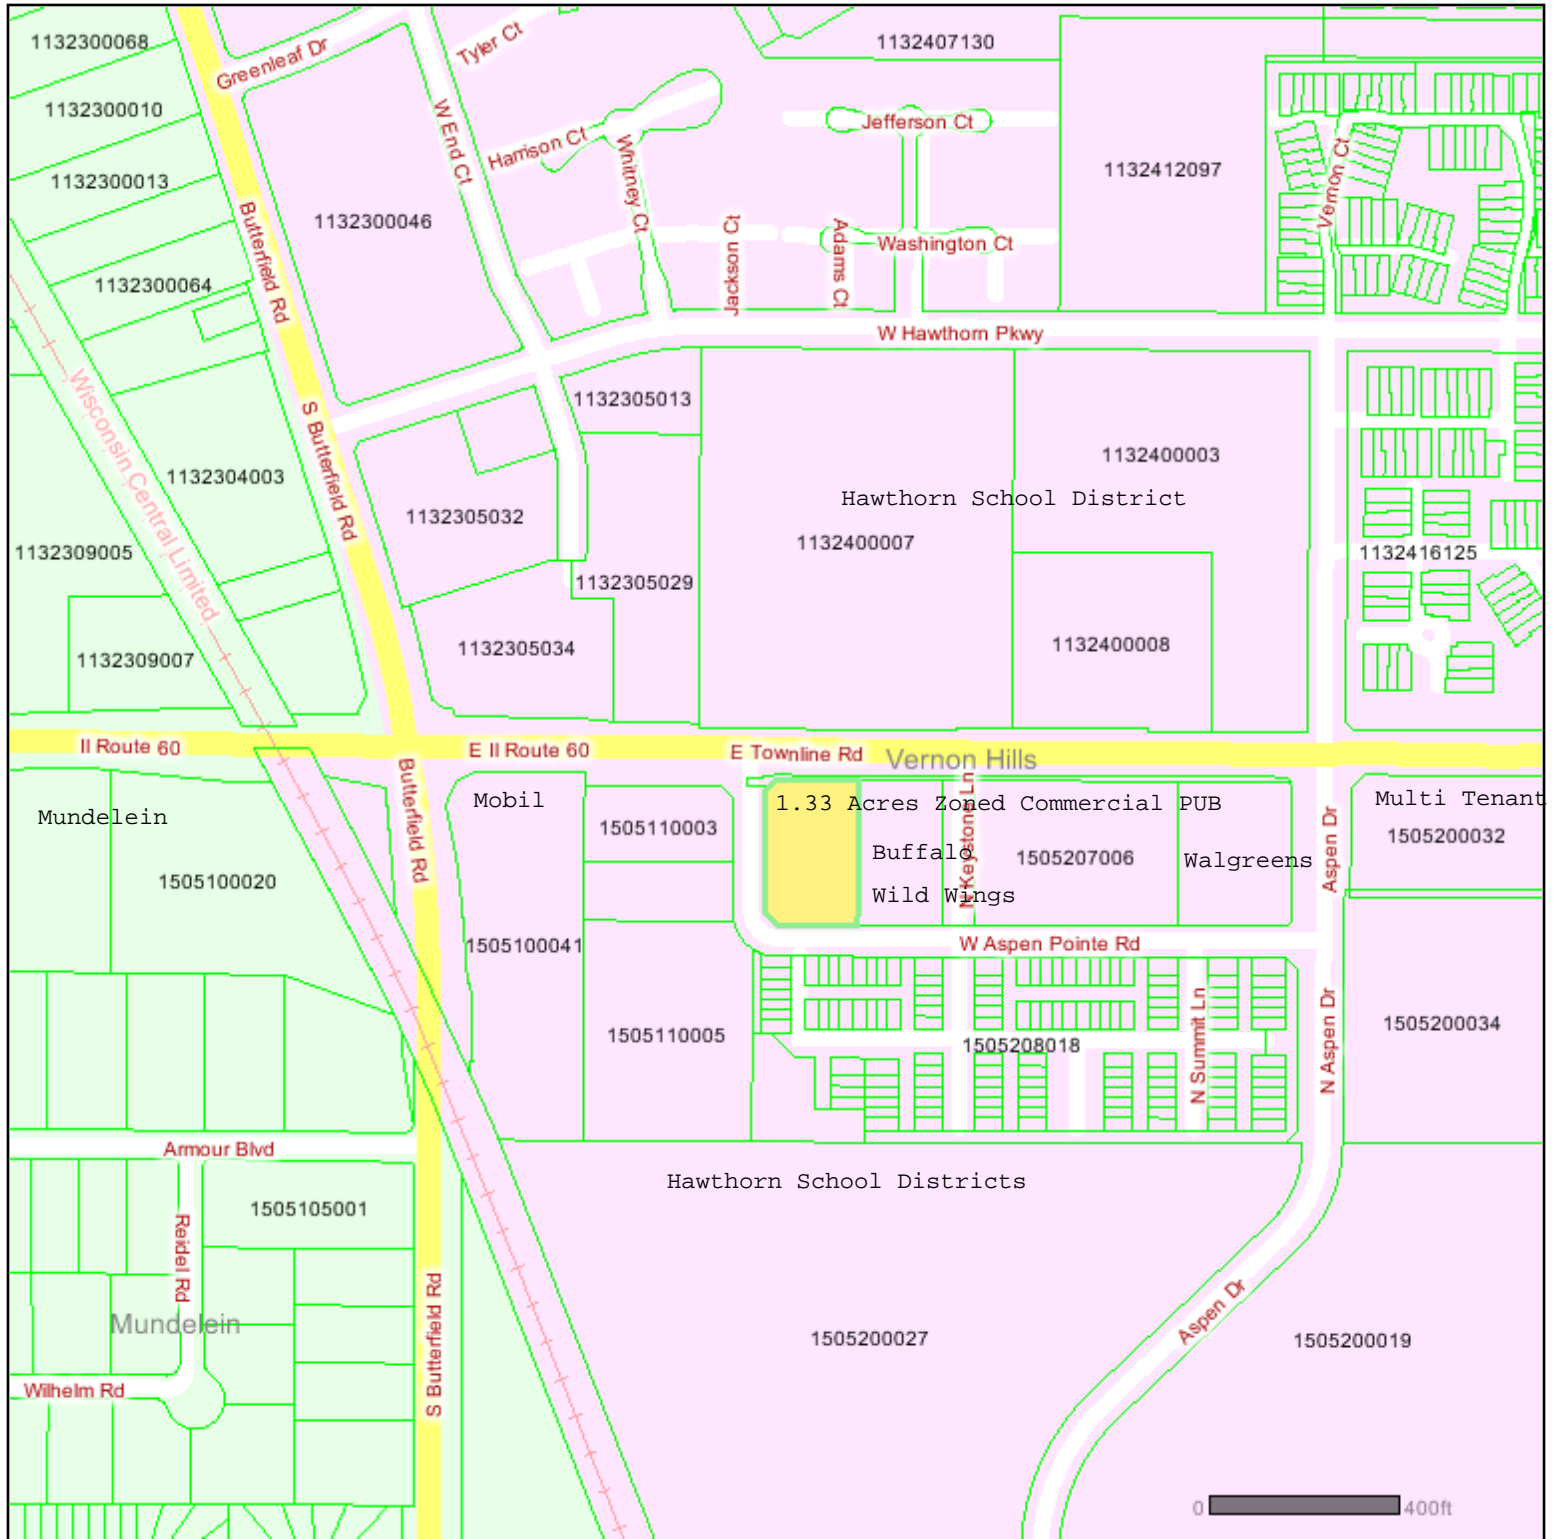 1132300068
Greenleaf Dr
Tyler Ct
1132407130
1132300010
W End Ct
Harrison Ct
Whitney Ct
Jefferson Ct
1132412097
Vernon Ct
1132300013
1132300046
Butterfield Rd
Jackson Ct
Adams Ct
Washington Ct
1132300064
W Hawthorn Pkwy
Wisconsin Central Limited
S Butterfield Rd
1132305013
1132304003
1132400003
Hawthorn School District
1132305032
1132400007
1132309005
1132305029
1132416125
1132309007
1132305034
1132400008
Il Route 60
E Il Route 60
E Townline Rd
Vernon Hills
Butterfield Rd
Mundelein
Mobil
1.33 Acres Zoned Commercial PUB
Multi Tenant
1505110003
N Keystone Ln
Aspen Dr
1505200032
Buffalo
Wild Wings
1505207006
Walgreens
1505100020
1505100041
W Aspen Pointe Rd
1505110005
1505208018
N Summit Ln
N Aspen Dr
1505200034
Armour Blvd
Hawthorn School Districts
1505105001
Reidel Rd
Mundelein
S Butterfield Rd
1505200027
Aspen Dr
1505200019
Wilhelm Rd
0
400ft